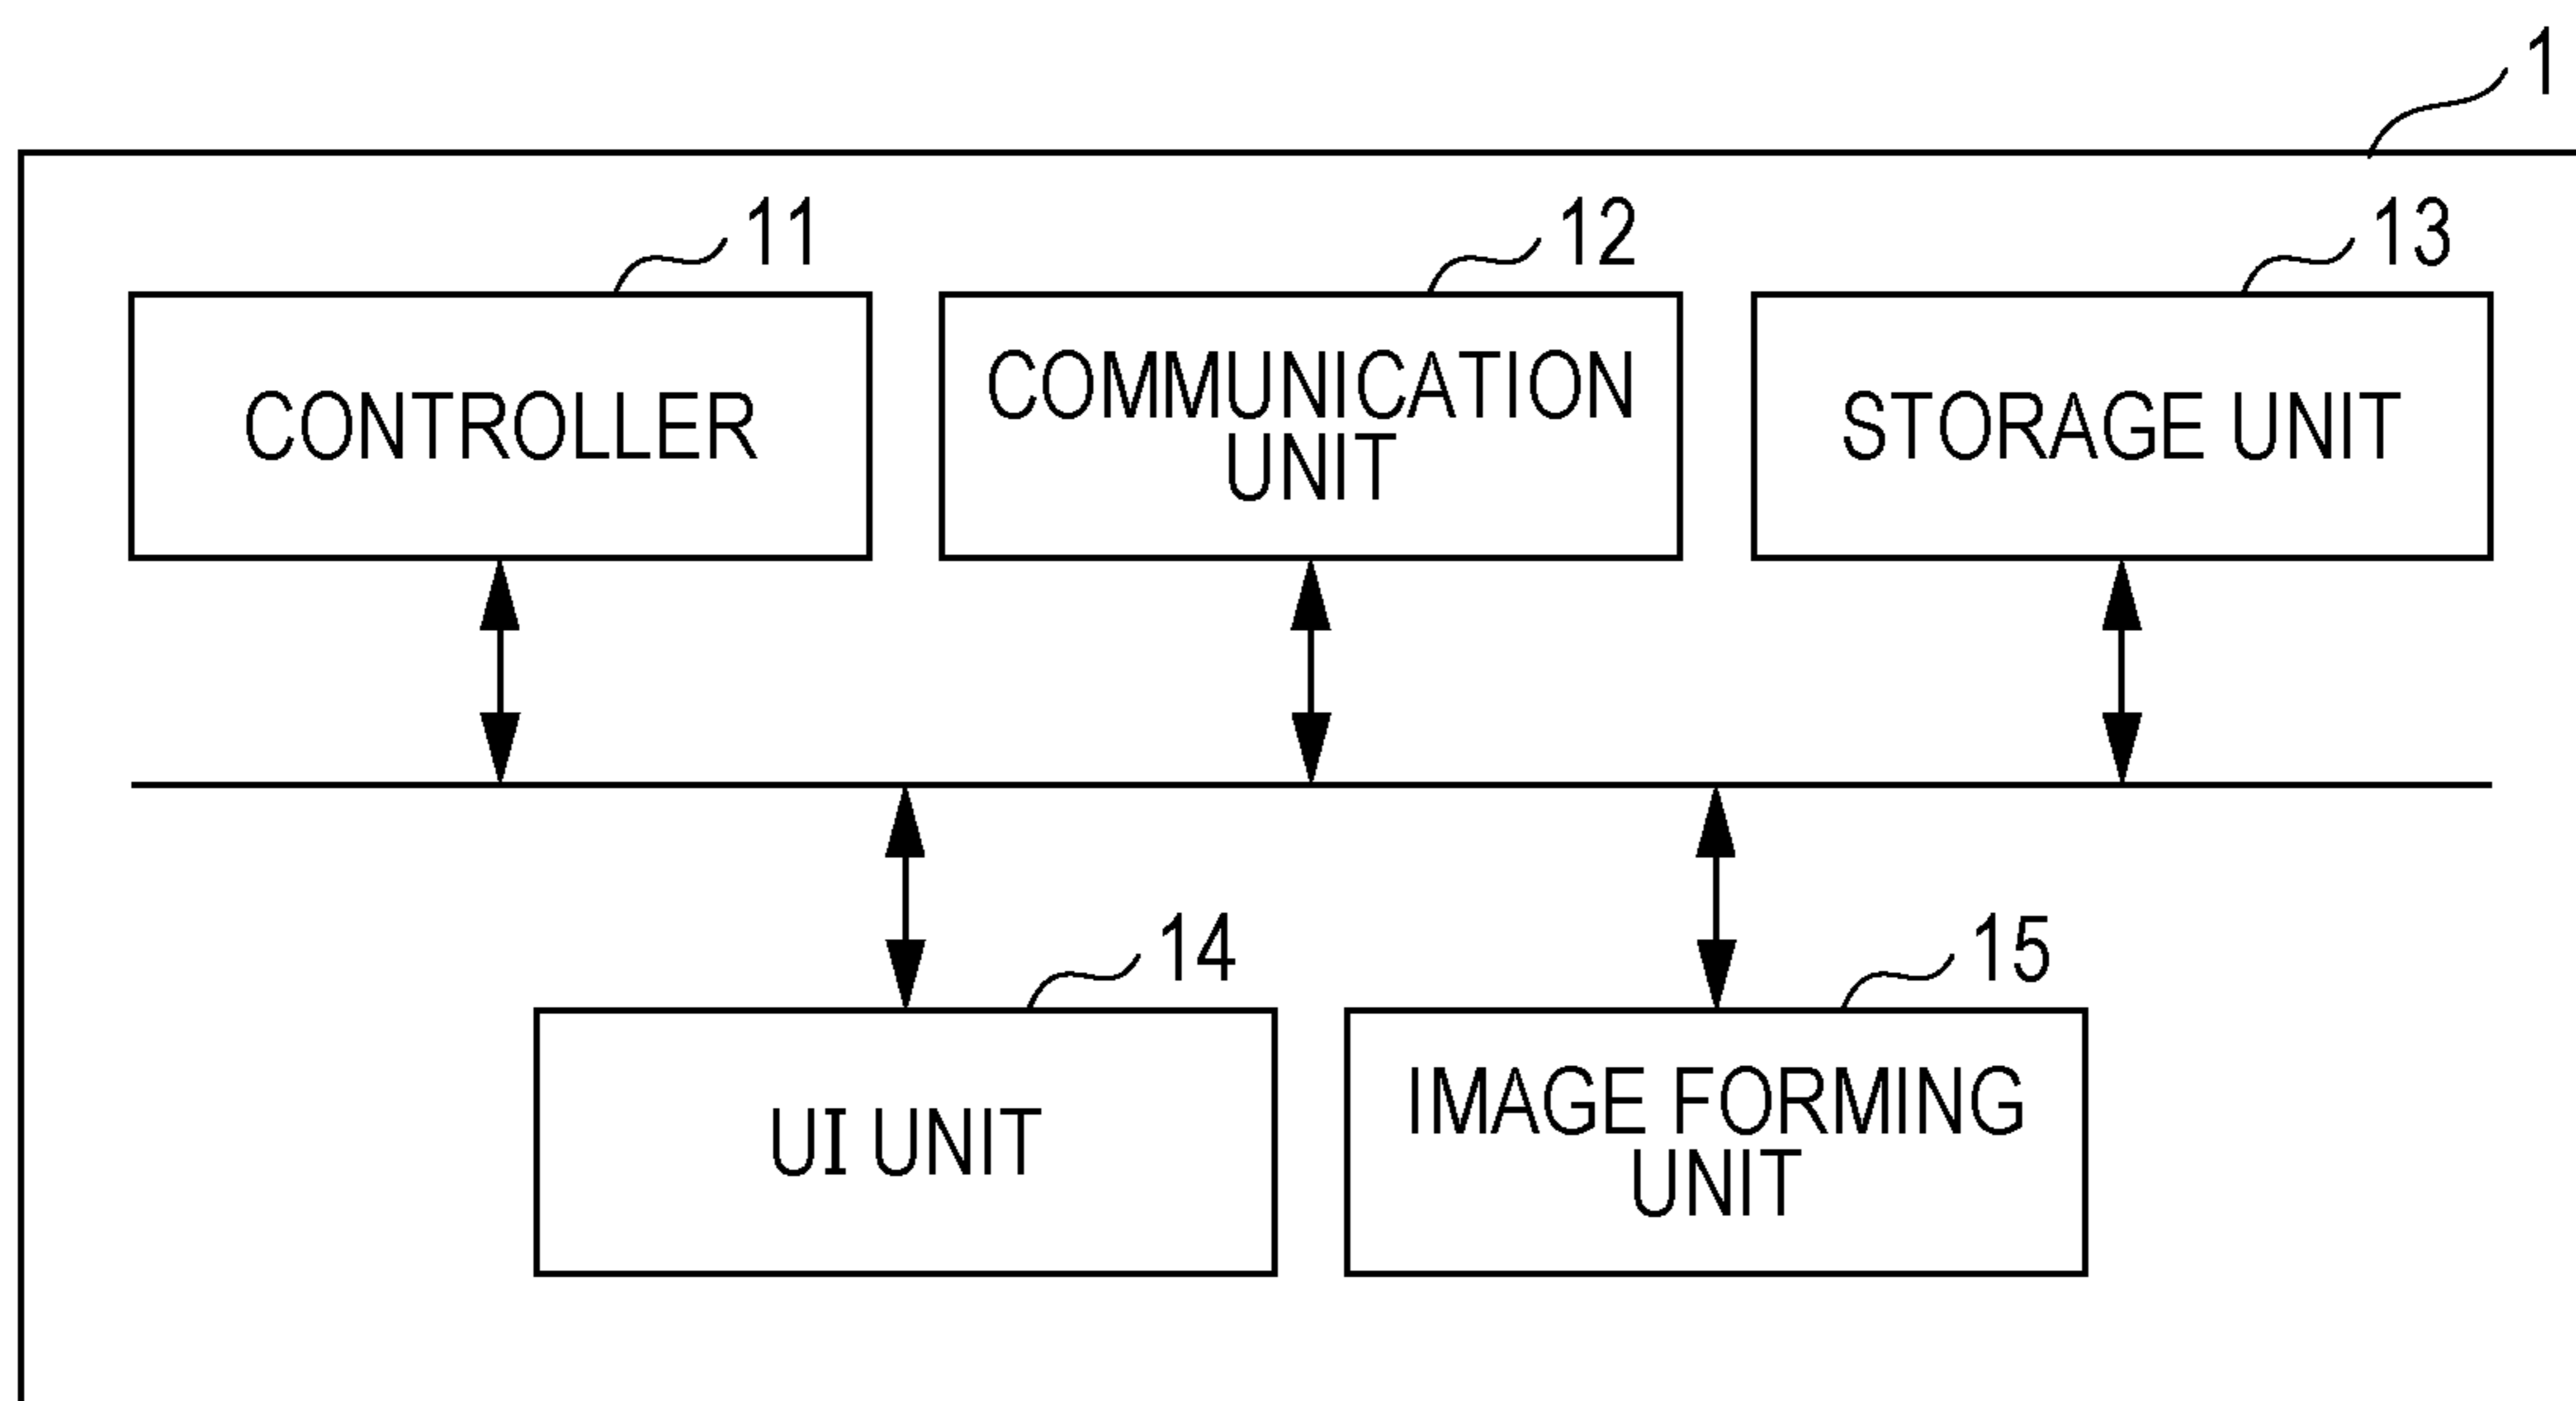 1
11
12
13
CONTROLLER
COMMUNICATION
UNIT
STORAGE UNIT
14
15
UI UNIT
IMAGE FORMING
UNIT